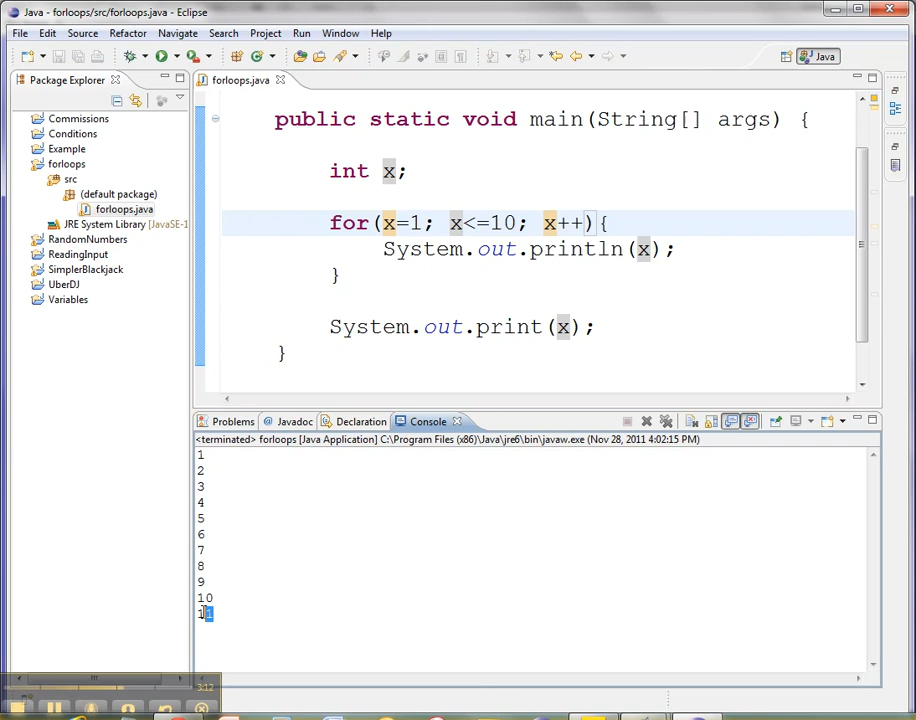 Java - forloops/src/forloops.java - Eclipse
File Edit Source Refactor Navigate Search Project Run Window Help
Java
Package Explorer
forloops.java
Commissions
Conditions
Example
forloops
src
(default package)
forloops.java
JRE System Library [JavaSE-1
RandomNumbers
ReadingInput
SimplerBlackjack
UberDJ
Variables
public static void main(String[] args) {
int x;
for(x=1; x<=10; x++){
System.out.println(x);
}
System.out.print(x);
}
Problems @ Javadoc Declaration Console
<terminated> forloops [Java Application] C:\Program Files (x86)\Java\jre6\bin\javaw.exe (Nov 28, 2011 4:02:15 PM)
1
2
3
4
5
6
7
8
9
10
11
3:12